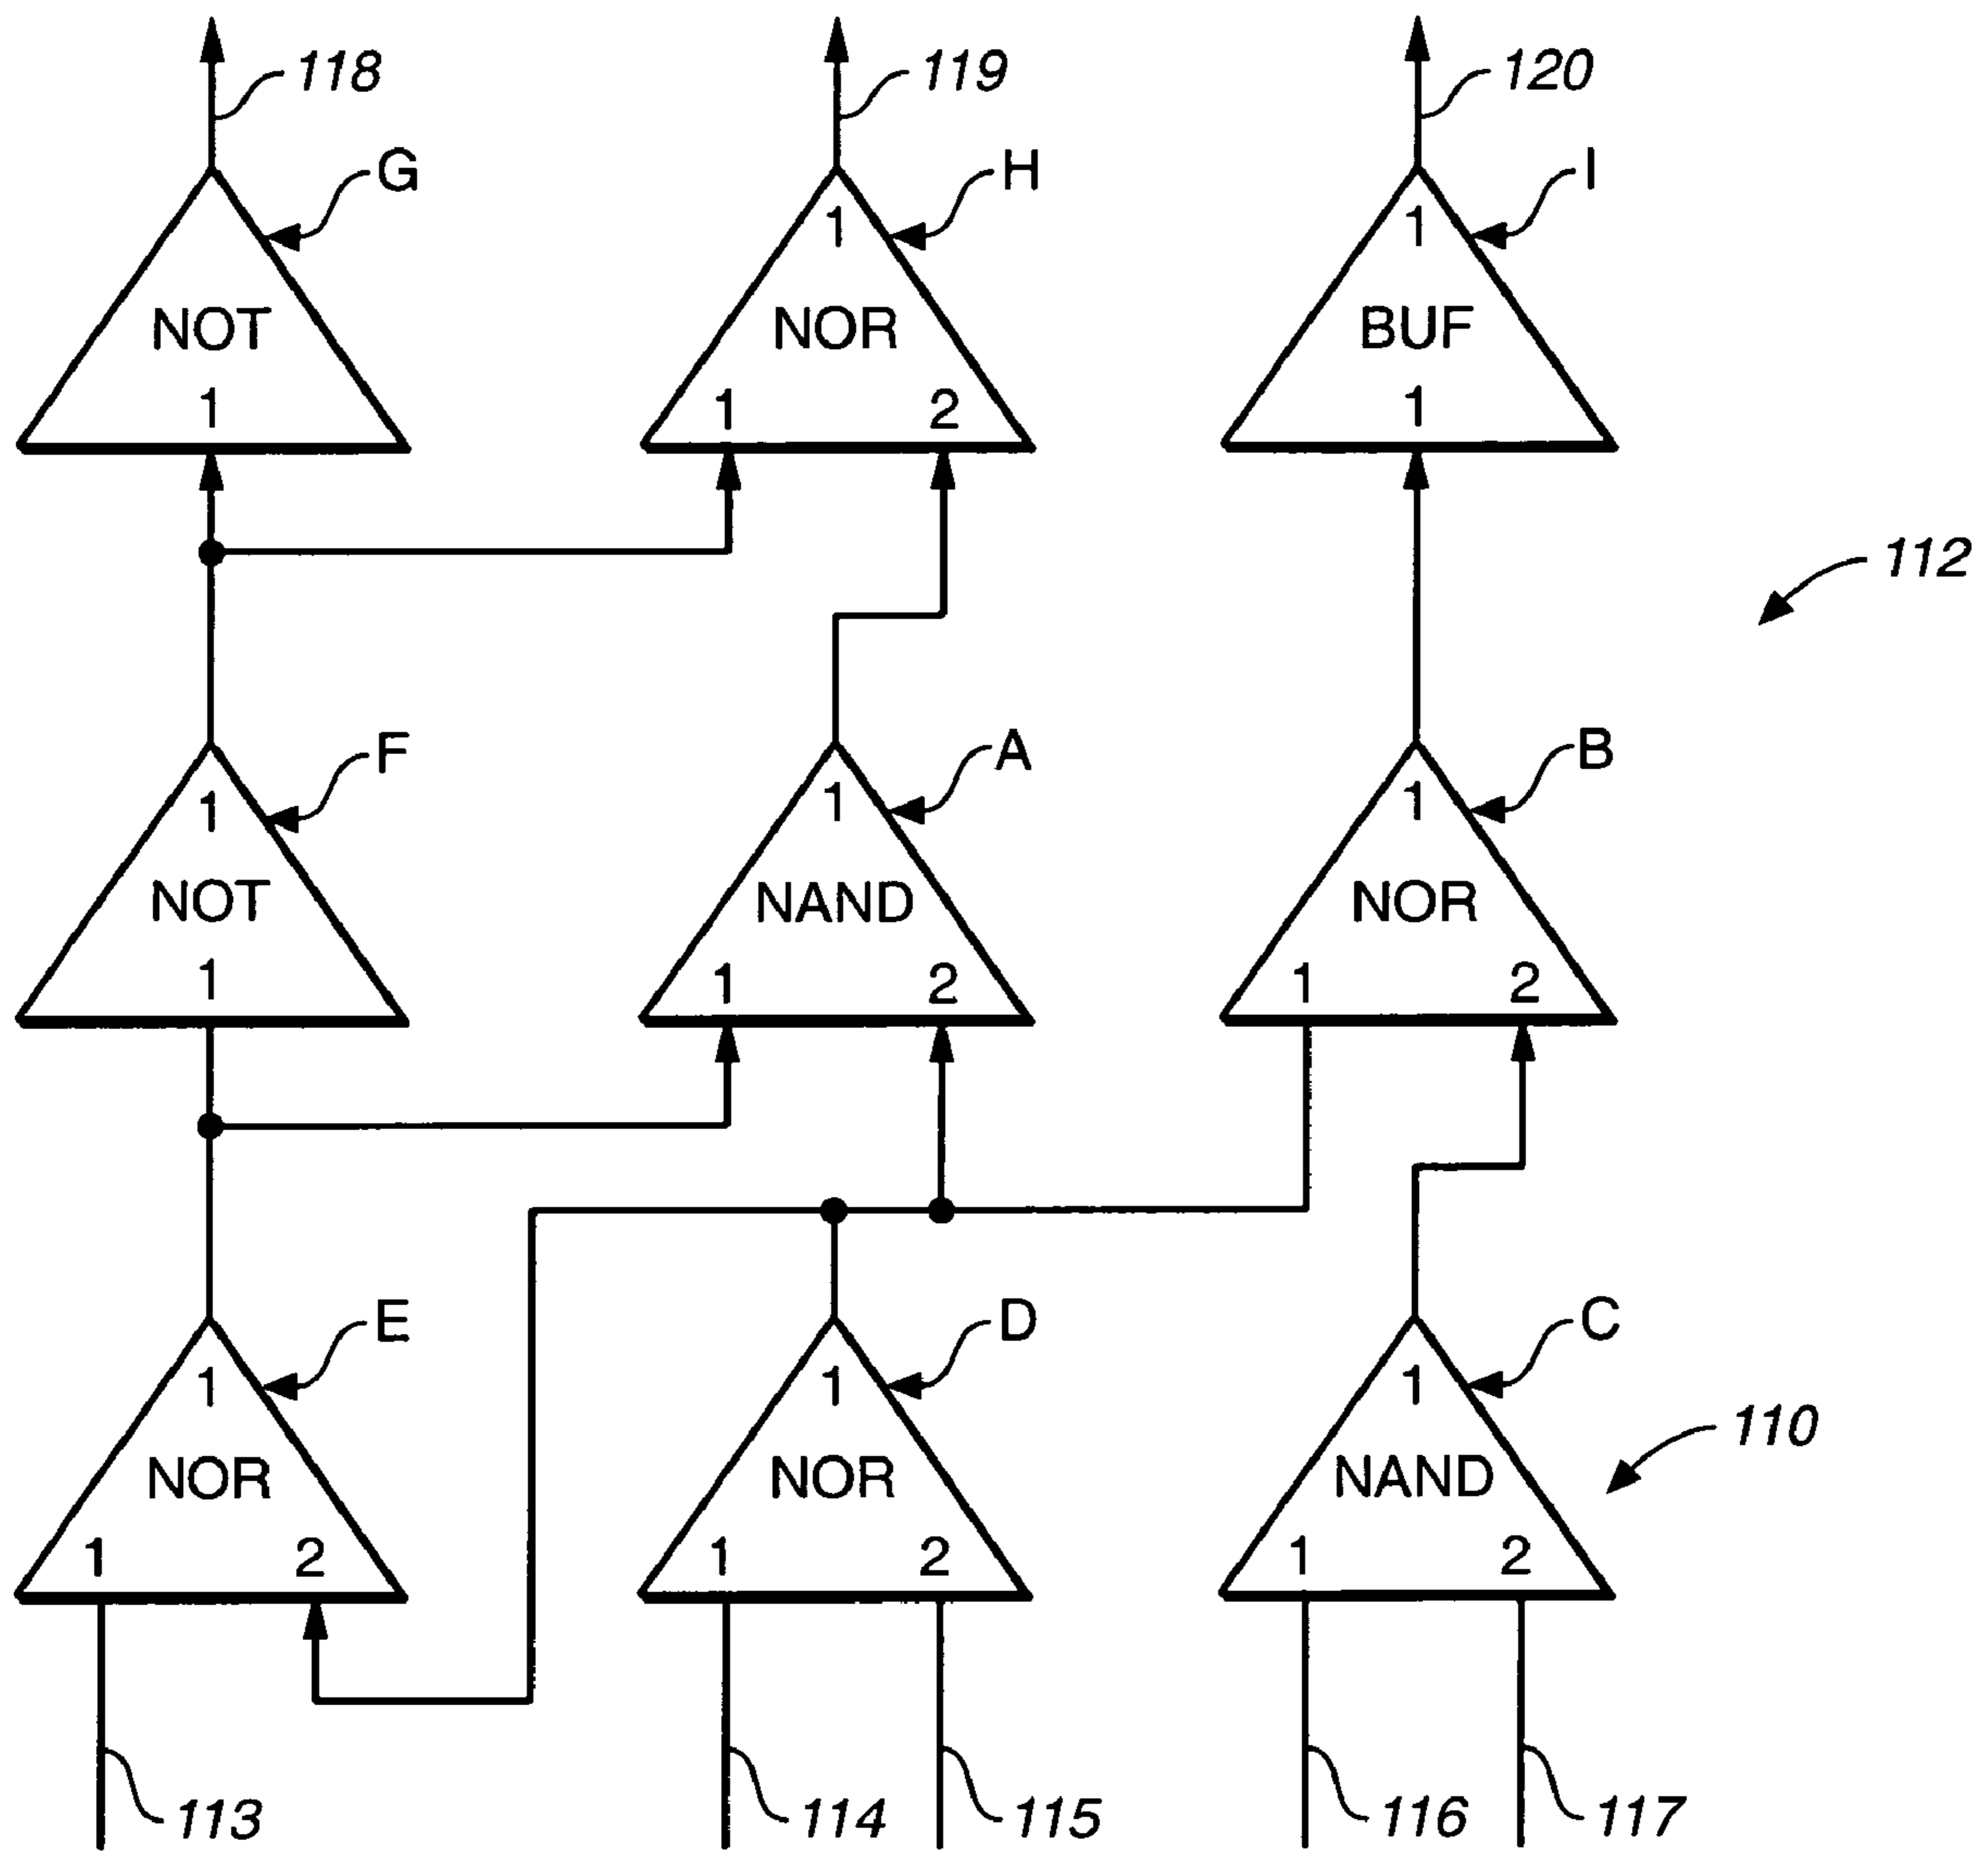 118 119 120
G H I
1 1
NOT NOR BUF
1 1 2 1
112
F A B
1 1 1
NOT NAND NOR
1 1 2 1 2
E D C
1 1 1
110
NOR NOR NAND
1 2 1 2 1 2
113 114 115 116 117